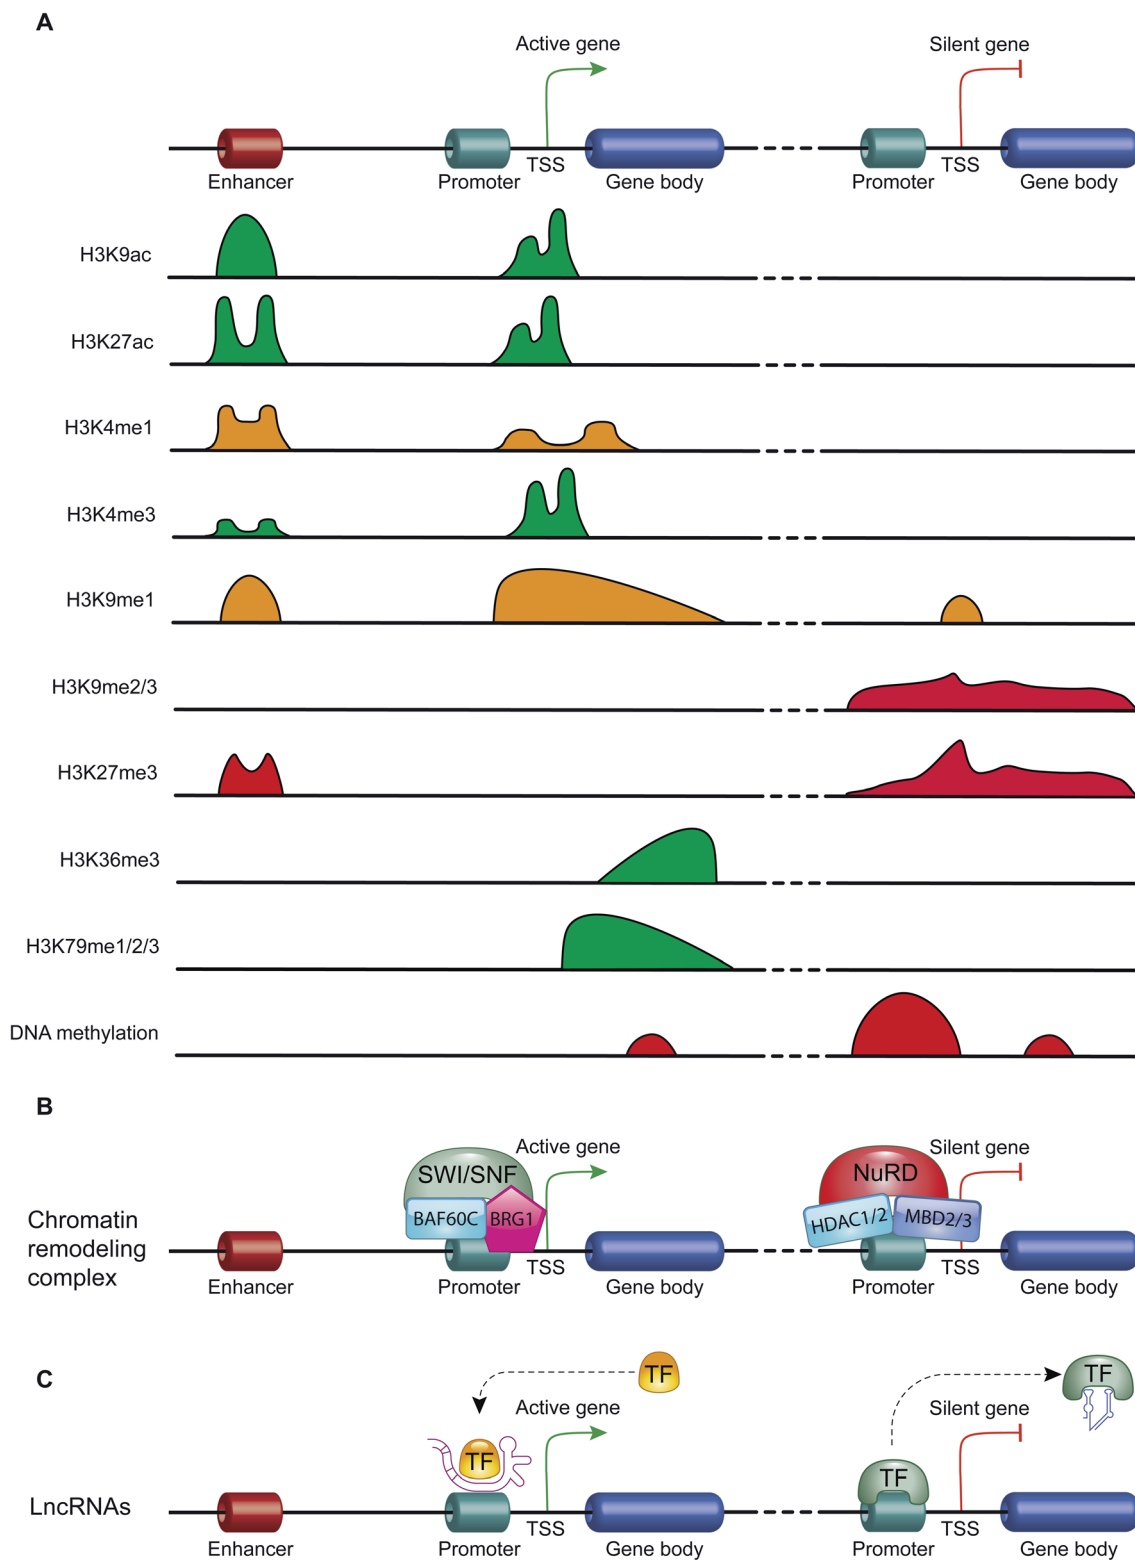 A
Active gene
Silent gene
Enhancer
Promoter
TSS
Gene body
Promoter
TSS
Gene body
H3K9ac
H3K27ac
H3K4me1
H3K4me3
H3K9me1
H3K9me2/3
H3K27me3
H3K36me3
H3K79me1/2/3
DNA methylation
B
Chromatin
remodeling
complex
SWI/SNF
BAF60C
BRG1
Active gene
NuRD
HDAC1/2
MBD2/3
Silent gene
Enhancer
Promoter
TSS
Gene body
Promoter
TSS
Gene body
C
LncRNAs
TF
TF
Active gene
TF
TF
Silent gene
Enhancer
Promoter
TSS
Gene body
Promoter
TSS
Gene body